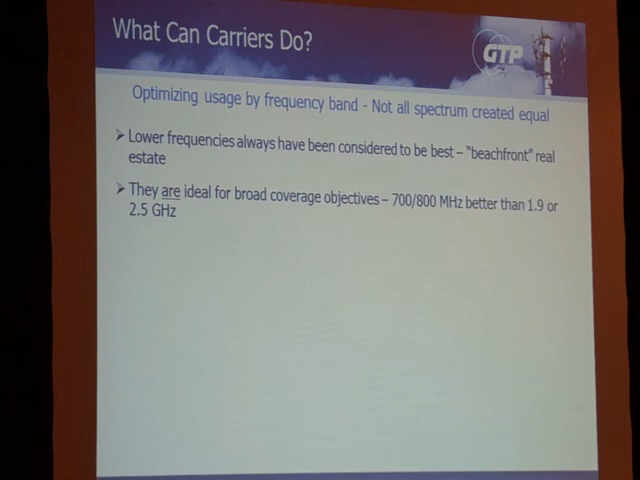 What Can Carriers Do?
GTP
Optimizing usage by frequency band - Not all spectrum created equal
➢ Lower frequencies always have been considered to be best – "beachfront" real
estate
➢ They are ideal for broad coverage objectives – 700/800 MHz better than 1.9 or
2.5 GHz